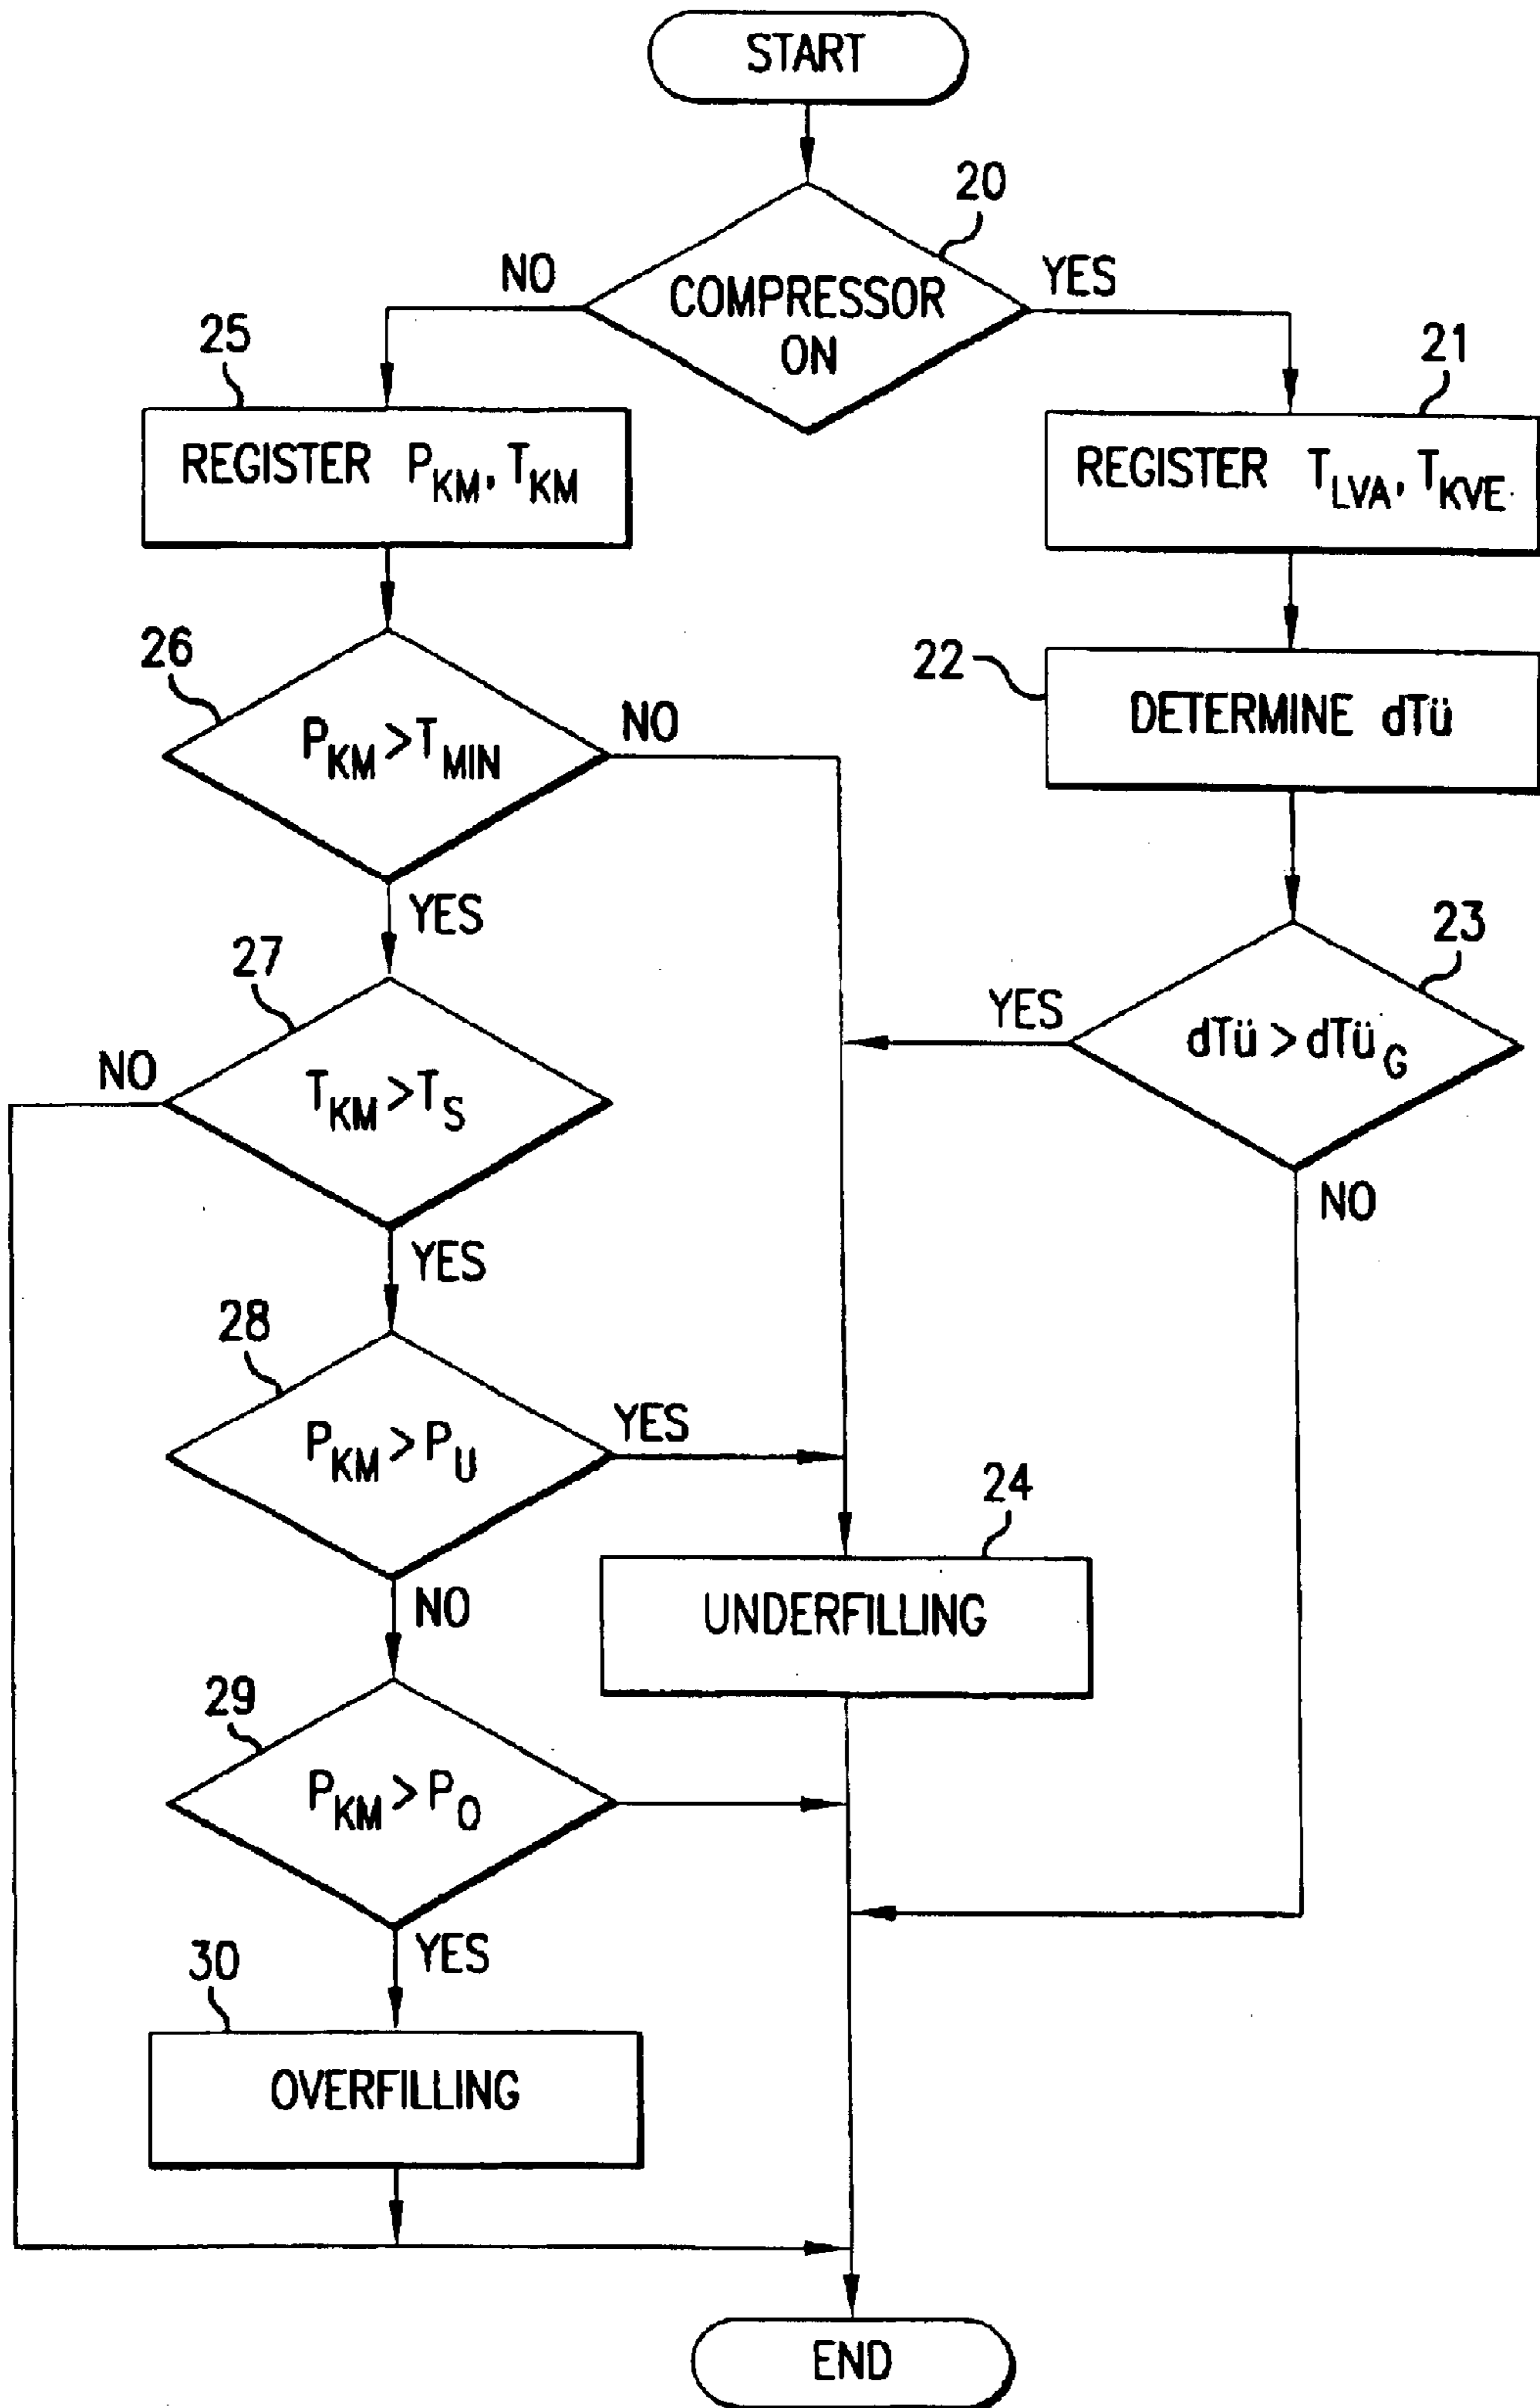 START
20
NO
YES
COMPRESSOR
ON
25
21
REGISTER P_KM, T_KM
REGISTER T_LVA, T_KVE
26
22
P_KM > T_MIN
NO
DETERMINE dTü
YES
27
23
NO
T_KM > T_S
YES
dTü > dTü_G
NO
YES
28
P_KM > P_U
YES
24
NO
UNDERFILLING
29
P_KM > P_O
YES
30
OVERFILLING
END